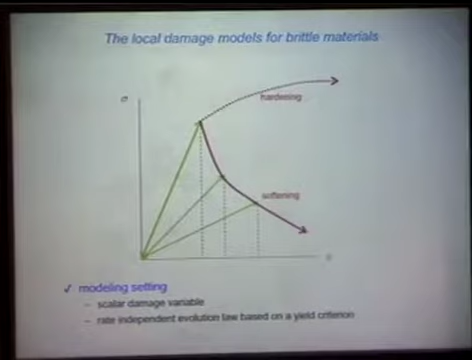 The local damage models for brittle materials
σ
hardening
softening
✓ modeling setting
– scalar damage variable
– rate independent evolution law based on a yield criterion